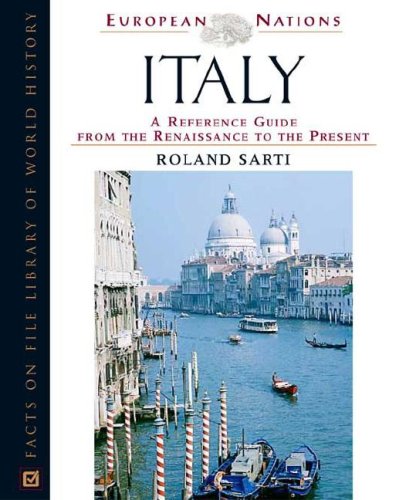 EUROPEAN NATIONS
ITALY
A REFERENCE GUIDE
FROM THE RENAISSANCE TO THE PRESENT
ROLAND SARTI
FACTS ON FILE LIBRARY OF WORLD HISTORY